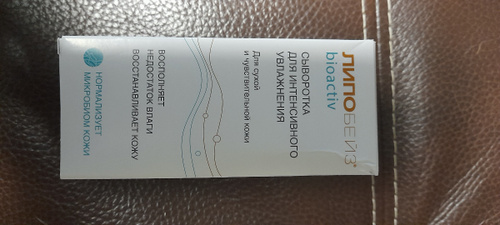 ЛИПОБЕЙЗ®
bioactiv
СЫВОРОТКА
ДЛЯ ИНТЕНСИВНОГО
УВЛАЖНЕНИЯ
Для сухой
и чувствительной кожи
ВОСПОЛНЯЕТ
НЕДОСТАТОК ВЛАГИ
ВОССТАНАВЛИВАЕТ КОЖУ
НОРМАЛИЗУЕТ
МИКРОБИОМ КОЖИ